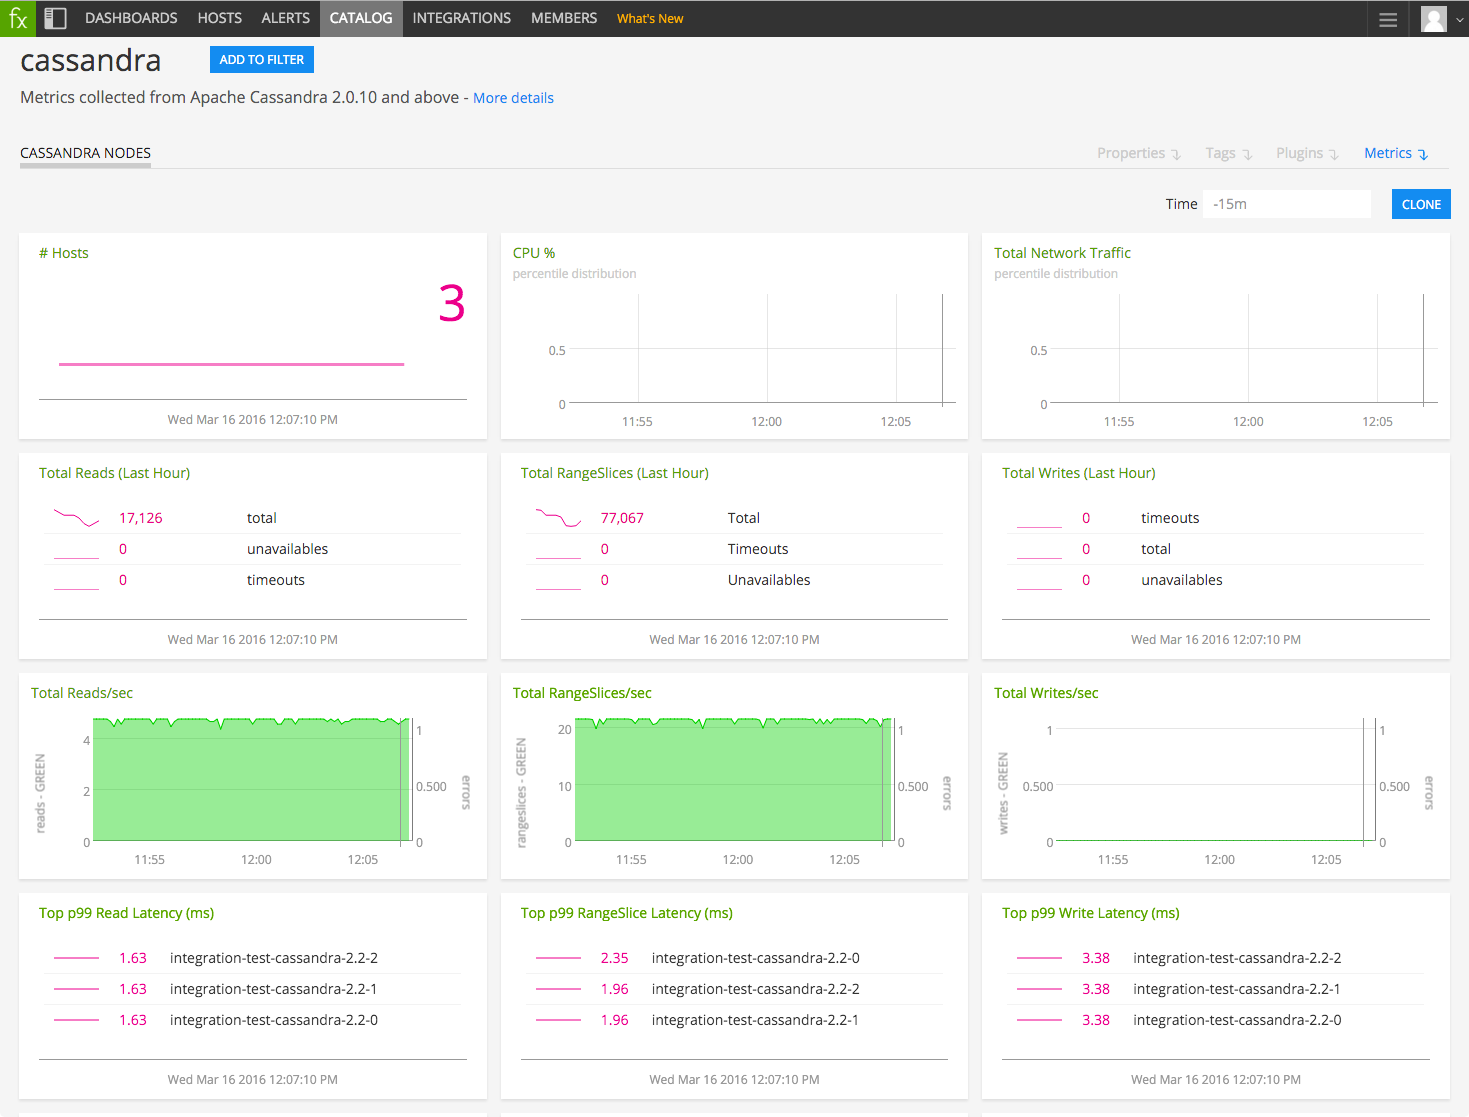 fx DASHBOARDS HOSTS ALERTS CATALOG INTEGRATIONS MEMBERS What's New
cassandra ADD TO FILTER
Metrics collected from Apache Cassandra 2.0.10 and above - More details
CASSANDRA NODES Properties Tags Plugins Metrics
Time -15m CLONE
# Hosts
3
Wed Mar 16 2016 12:07:10 PM
CPU %
percentile distribution
0.5
0
11:55 12:00 12:05
Total Network Traffic
percentile distribution
0.5
0
11:55 12:00 12:05
Total Reads (Last Hour)
17,126 total
0 unavailables
0 timeouts
Wed Mar 16 2016 12:07:10 PM
Total RangeSlices (Last Hour)
77,067 Total
0 Timeouts
0 Unavailables
Wed Mar 16 2016 12:07:10 PM
Total Writes (Last Hour)
0 timeouts
0 total
0 unavailables
Wed Mar 16 2016 12:07:10 PM
Total Reads/sec
reads - GREEN
4
2
0
1
0.500
0
errors
11:55 12:00 12:05
Total RangeSlices/sec
rangeslices - GREEN
20
10
0
1
0.500
0
errors
11:55 12:00 12:05
Total Writes/sec
writes - GREEN
1
0.500
0
1
0.500
0
errors
11:55 12:00 12:05
Top p99 Read Latency (ms)
1.63 integration-test-cassandra-2.2-2
1.63 integration-test-cassandra-2.2-1
1.63 integration-test-cassandra-2.2-0
Wed Mar 16 2016 12:07:10 PM
Top p99 RangeSlice Latency (ms)
2.35 integration-test-cassandra-2.2-0
1.96 integration-test-cassandra-2.2-2
1.96 integration-test-cassandra-2.2-1
Wed Mar 16 2016 12:07:10 PM
Top p99 Write Latency (ms)
3.38 integration-test-cassandra-2.2-2
3.38 integration-test-cassandra-2.2-1
3.38 integration-test-cassandra-2.2-0
Wed Mar 16 2016 12:07:10 PM